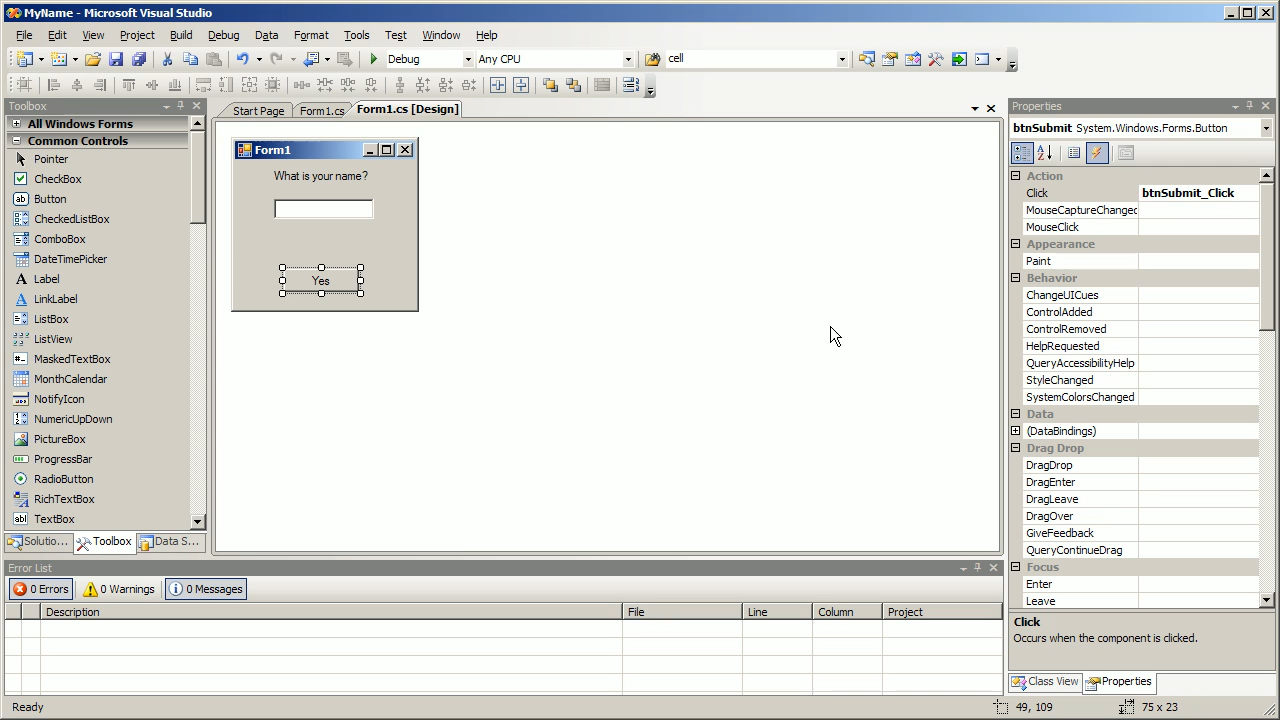 MyName - Microsoft Visual Studio
File Edit View Project Build Debug Data Format Tools Test Window Help
Debug Any CPU cell
Toolbox
All Windows Forms
Common Controls
Pointer
CheckBox
Button
CheckedListBox
ComboBox
DateTimePicker
Label
LinkLabel
ListBox
ListView
MaskedTextBox
MonthCalendar
NotifyIcon
NumericUpDown
PictureBox
ProgressBar
RadioButton
RichTextBox
TextBox
Solutio... Toolbox Data S...
Start Page Form1.cs Form1.cs [Design]
Form1
What is your name?
Yes
Properties
btnSubmit System.Windows.Forms.Button
Action
Click btnSubmit_Click
MouseCaptureChanged
MouseClick
Appearance
Paint
Behavior
ChangeUICues
ControlAdded
ControlRemoved
HelpRequested
QueryAccessibilityHelp
StyleChanged
SystemColorsChanged
Data
(DataBindings)
Drag Drop
DragDrop
DragEnter
DragLeave
DragOver
GiveFeedback
QueryContinueDrag
Focus
Enter
Leave
Click
Occurs when the component is clicked.
Class View Properties
Error List
0 Errors 0 Warnings 0 Messages
Description File Line Column Project
Ready 49, 109 75 x 23